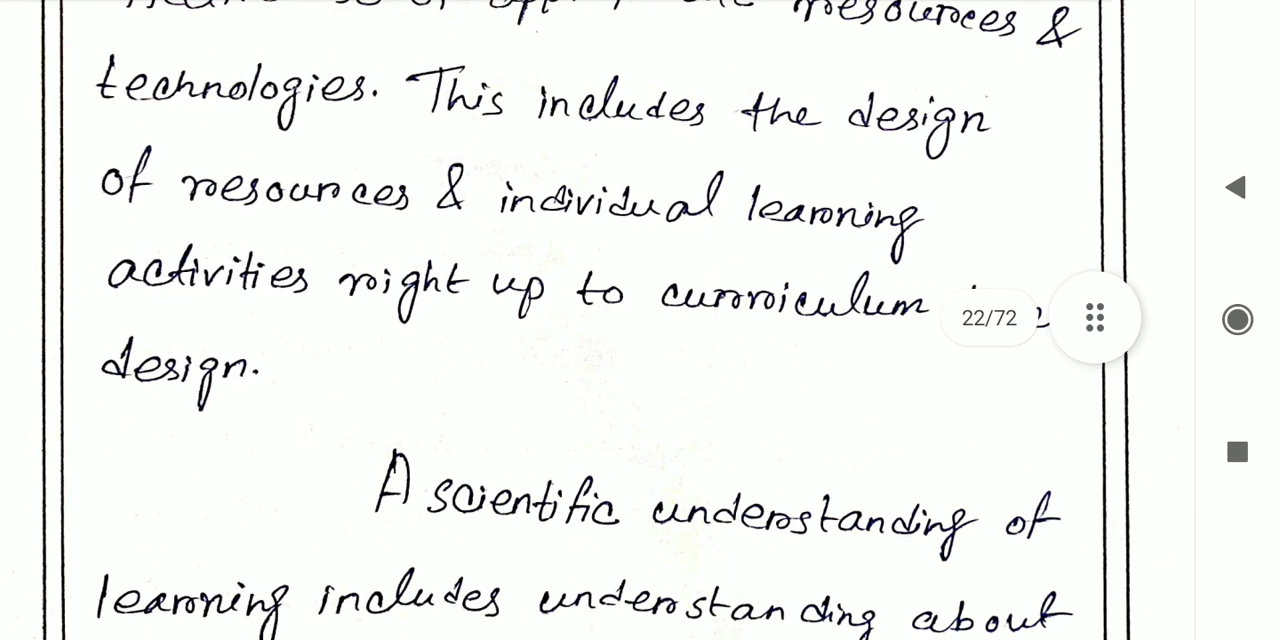 resources &
technologies. This includes the design
of resources & individual learning
activities right up to curriculum
22/72
design.
A scientific understanding of
learning includes understanding about